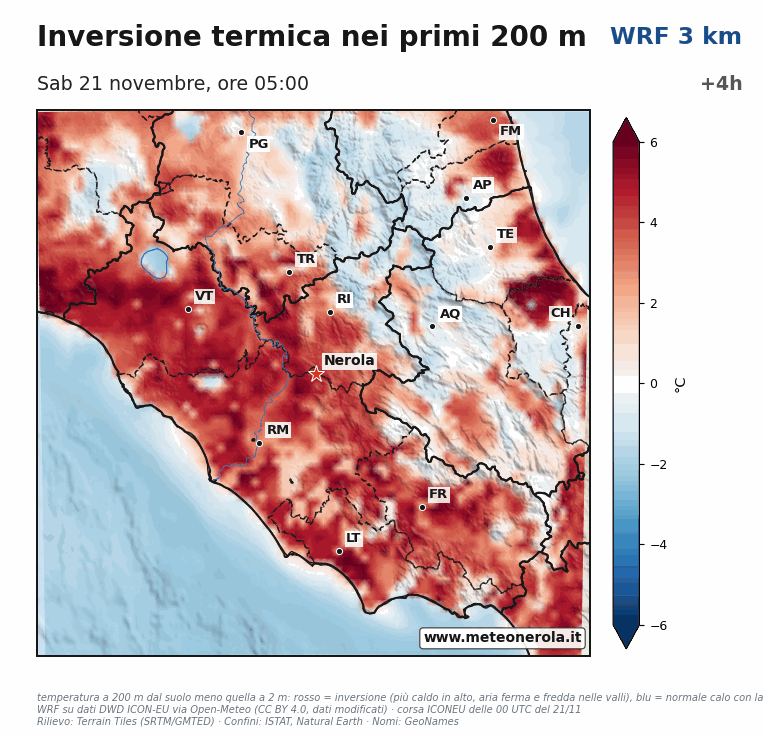 Inversione termica nei primi 200 m
WRF 3 km
Sab 21 novembre, ore 05:00
+4h
FM
PG
AP
TE
TR
VT
RI
AQ
CH
Nerola
RM
FR
LT
www.meteonerola.it
6
4
2
0
−2
−4
−6
°C
temperatura a 200 m dal suolo meno quella a 2 m: rosso = inversione (più caldo in alto, aria ferma e fredda nelle valli), blu = normale calo con la
WRF su dati DWD ICON-EU via Open-Meteo (CC BY 4.0, dati modificati) · corsa ICONEU delle 00 UTC del 21/11
Rilievo: Terrain Tiles (SRTM/GMTED) · Confini: ISTAT, Natural Earth · Nomi: GeoNames